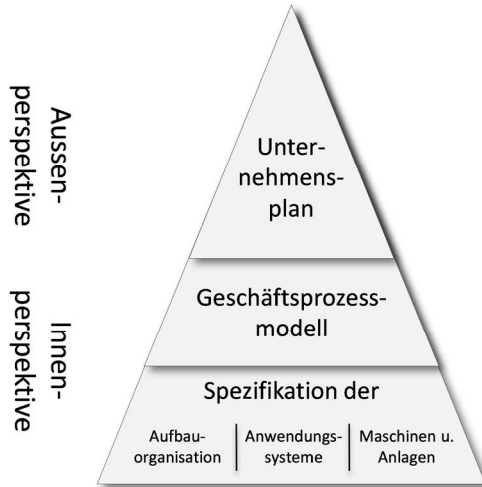 Aussen-
perspektive
Unter-
nehmens-
plan
Innen-
perspektive
Geschäftsprozess-
modell
Spezifikation der
Aufbau-
organisation
Anwendungs-
systeme
Maschinen u.
Anlagen